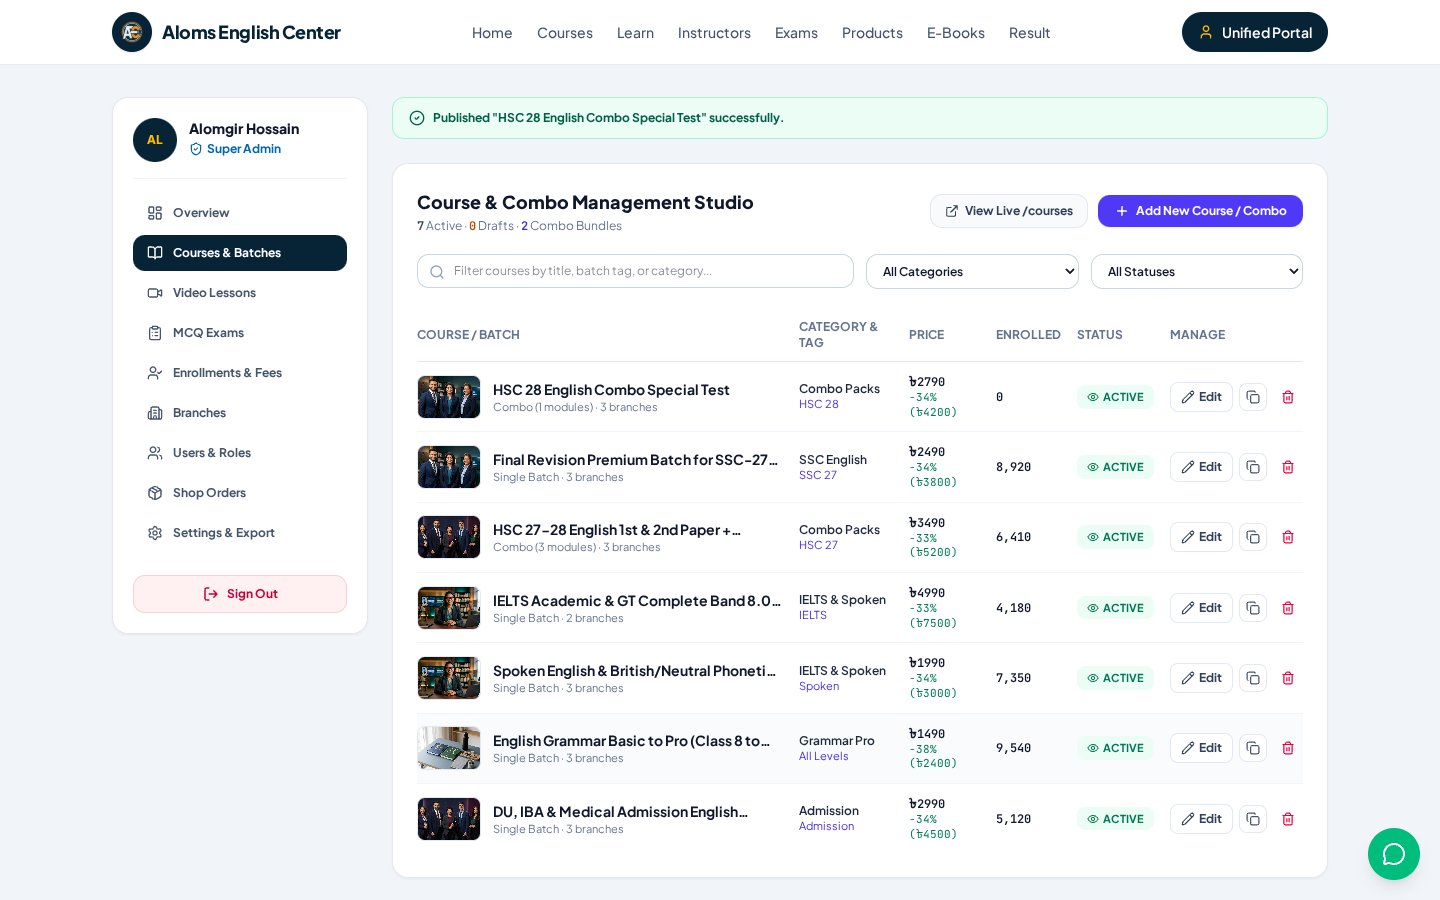 Aloms English Center
Home Courses Learn Instructors Exams Products E-Books Result
Unified Portal
AL
Alomgir Hossain
Super Admin
Overview
Courses & Batches
Video Lessons
MCQ Exams
Enrollments & Fees
Branches
Users & Roles
Shop Orders
Settings & Export
Sign Out
Published "HSC 28 English Combo Special Test" successfully.
Course & Combo Management Studio
7 Active · 0 Drafts · 2 Combo Bundles
View Live /courses
Add New Course / Combo
Filter courses by title, batch tag, or category...
All Categories
All Statuses
COURSE / BATCH CATEGORY & TAG PRICE ENROLLED STATUS MANAGE
HSC 28 English Combo Special Test
Combo (1 modules) · 3 branches
Combo Packs
HSC 28
৳2790
-34%
(৳4200)
0
ACTIVE
Edit
Final Revision Premium Batch for SSC-27...
Single Batch · 3 branches
SSC English
SSC 27
৳2490
-34%
(৳3800)
8,920
ACTIVE
Edit
HSC 27-28 English 1st & 2nd Paper +...
Combo (3 modules) · 3 branches
Combo Packs
HSC 27
৳3490
-33%
(৳5200)
6,410
ACTIVE
Edit
IELTS Academic & GT Complete Band 8.0...
Single Batch · 2 branches
IELTS & Spoken
IELTS
৳4990
-33%
(৳7500)
4,180
ACTIVE
Edit
Spoken English & British/Neutral Phoneti...
Single Batch · 3 branches
IELTS & Spoken
Spoken
৳1990
-34%
(৳3000)
7,350
ACTIVE
Edit
English Grammar Basic to Pro (Class 8 to...
Single Batch · 3 branches
Grammar Pro
All Levels
৳1490
-38%
(৳2400)
9,540
ACTIVE
Edit
DU, IBA & Medical Admission English...
Single Batch · 3 branches
Admission
Admission
৳2990
-34%
(৳4500)
5,120
ACTIVE
Edit